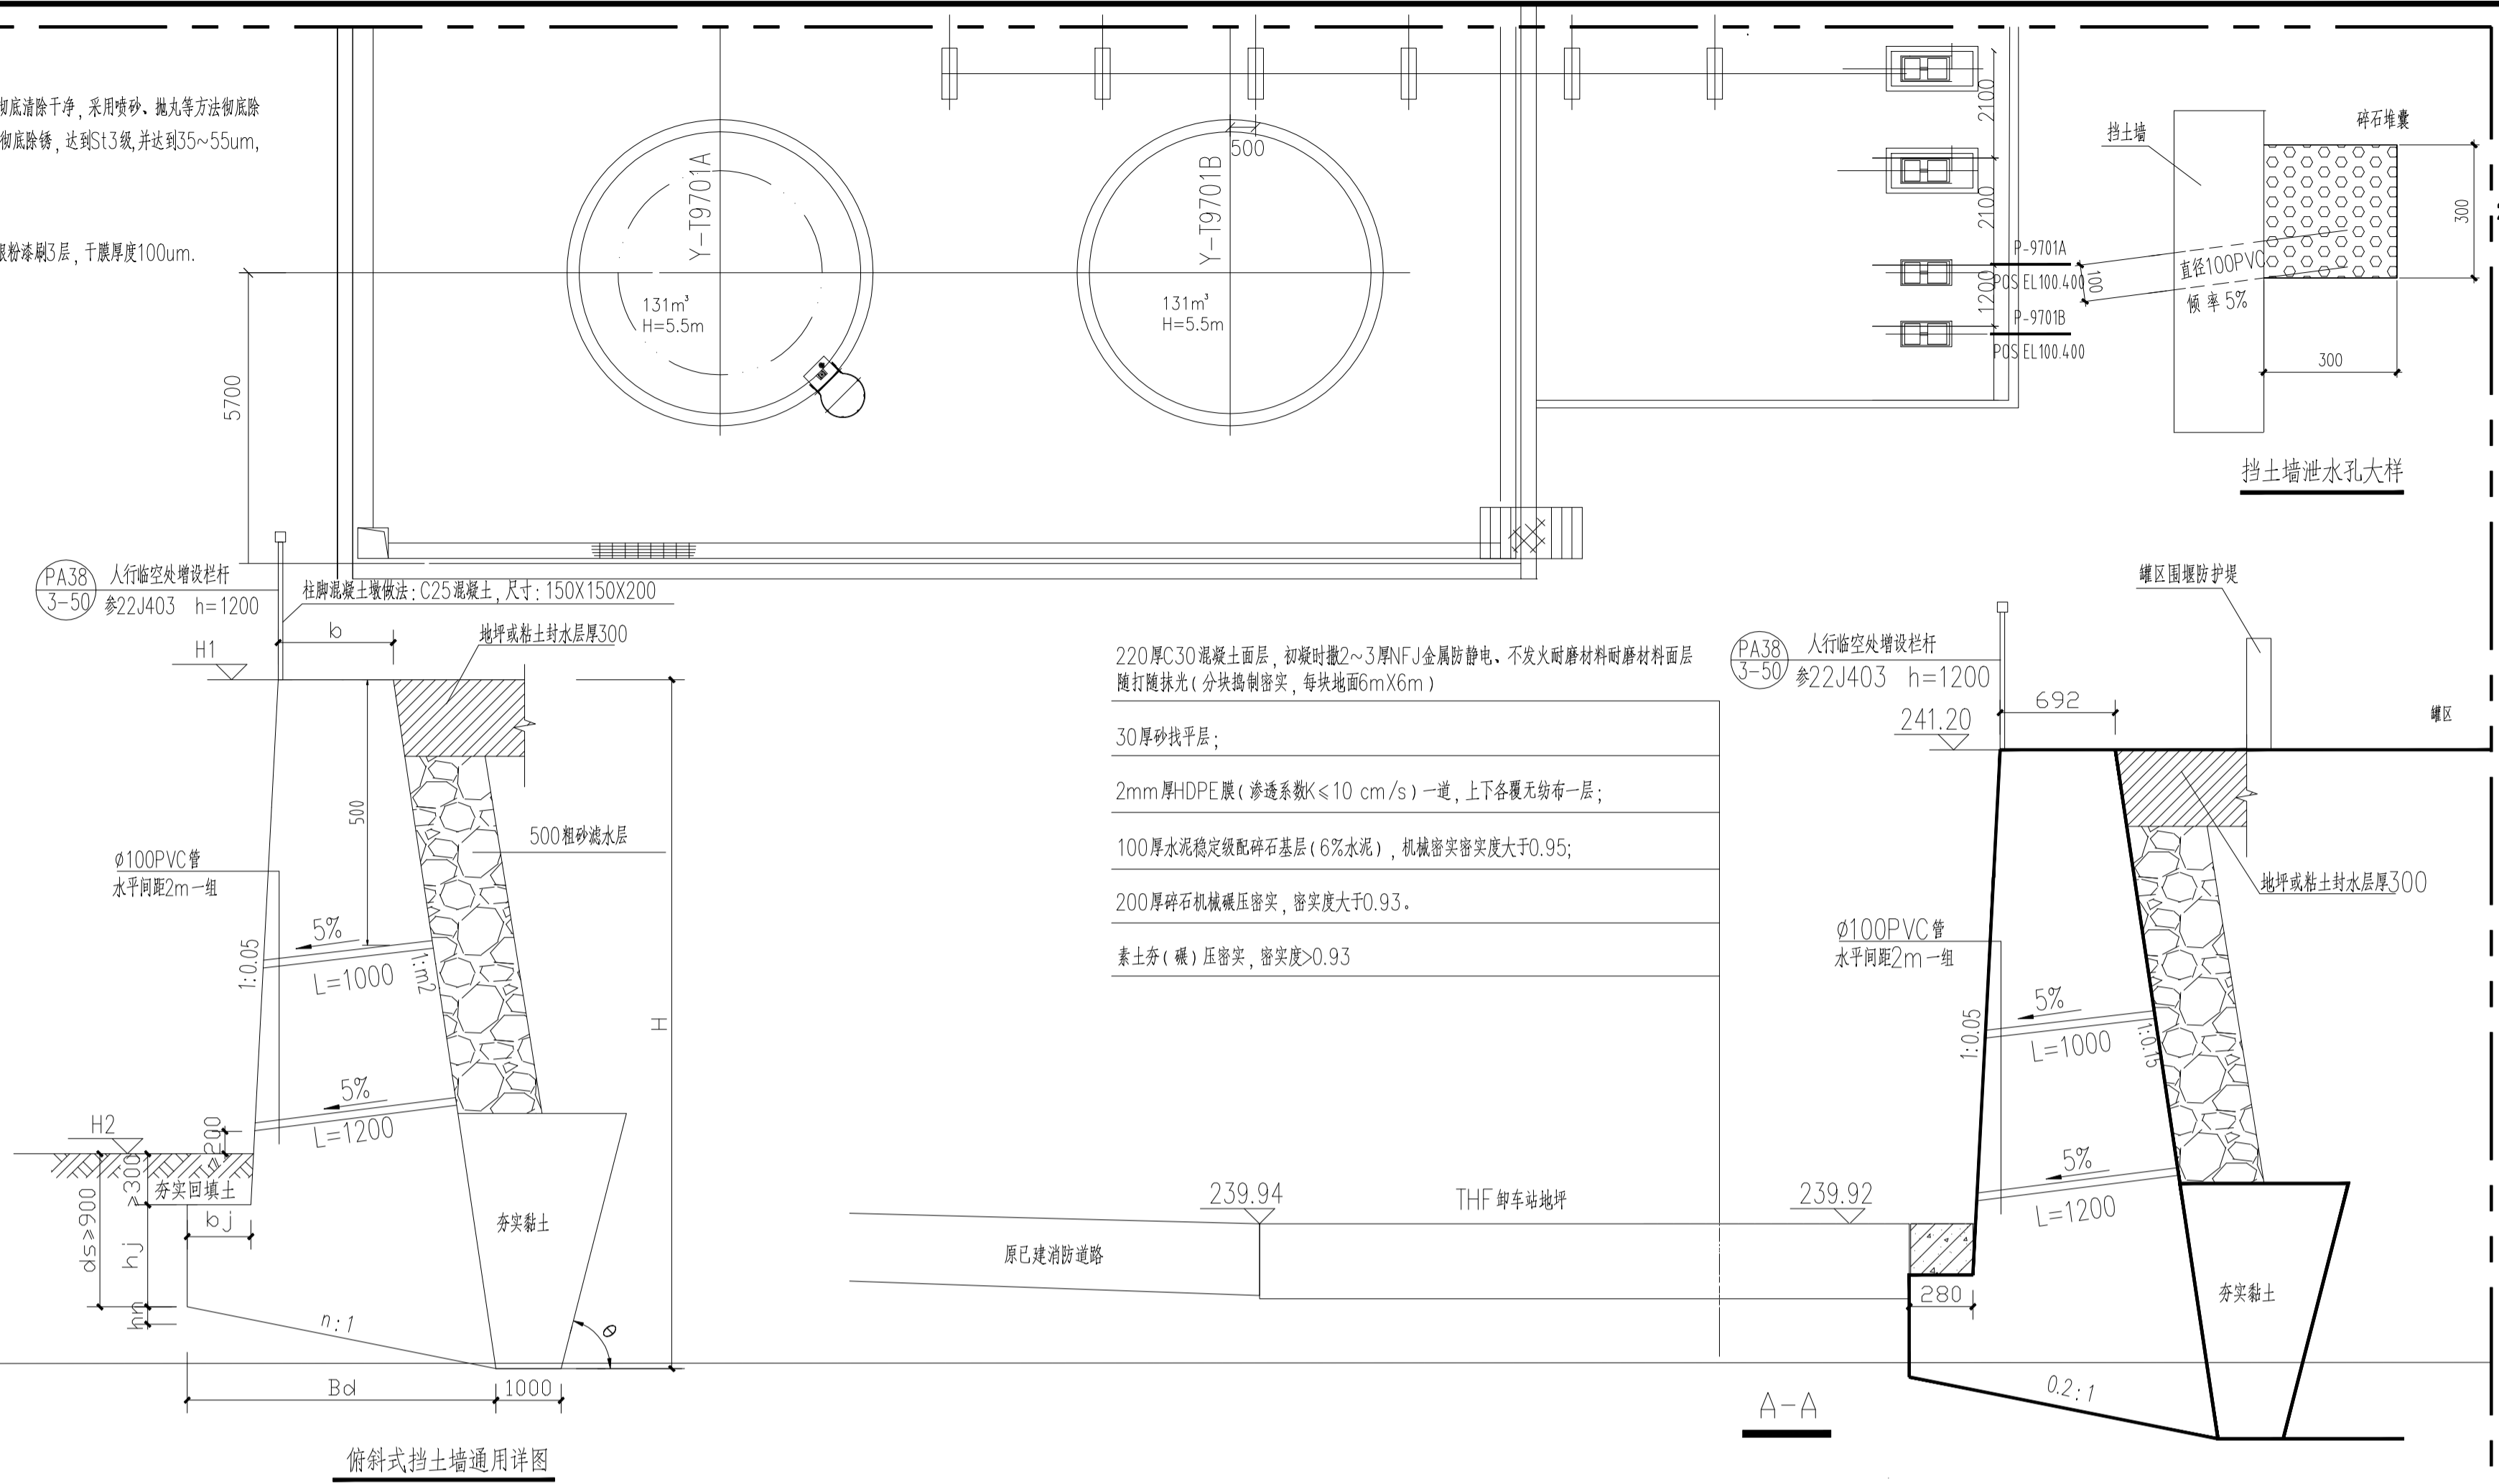 彻底清除干净，采用喷砂、抛丸等方法彻底除
彻底除锈，达到St3级,并达到35~55um,
银粉漆刷3层，干膜厚度100um.
Y-T9701A
131m³
H=5.5m
Y-T9701B
131m³
H=5.5m
500
5700
2100
2100
1200
P-9701A
POS EL100.400
P-9701B
POS EL100.400
挡土墙
碎石堆囊
直径100PVC
倾率5%
100
300
300
挡土墙泄水孔大样
PA38
3-50
人行临空处增设栏杆
参22J403 h=1200
柱脚混凝土墩做法：C25混凝土，尺寸：150X150X200
b
H1
地坪或粘土封水层厚300
500
500粗砂滤水层
Ø100PVC管
水平间距2m一组
1:0.05
5%
L=1000
1:m2
5%
L=1200
H
H2
≥200
≥300
夯实回填土
ds≥900
bj
hj
hn
n:1
夯实黏土
θ
Bd
1000
俯斜式挡土墙通用详图
220厚C30混凝土面层，初凝时撒2~3厚NFJ金属防静电、不发火耐磨材料耐磨材料面层
随打随抹光（分块捣制密实，每块地面6mX6m）
30厚砂找平层；
2mm厚HDPE膜（渗透系数K≤10 cm/s）一道，上下各覆无纺布一层；
100厚水泥稳定级配碎石基层（6%水泥），机械密实密实度大于0.95;
200厚碎石机械碾压密实，密实度大于0.93。
素土夯（碾）压密实，密实度>0.93
239.94
THF卸车站地坪
239.92
原已建消防道路
A-A
PA38
3-50
人行临空处增设栏杆
参22J403 h=1200
罐区围堰防护堤
241.20
692
罐区
地坪或粘土封水层厚300
Ø100PVC管
水平间距2m一组
1:0.05
5%
L=1000
1:0.15
5%
L=1200
280
夯实黏土
0.2:1